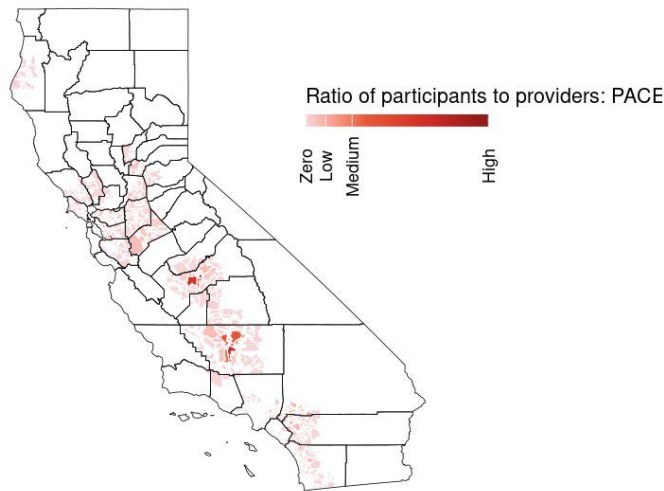 Ratio of participants to providers: PACE
Zero
Low
Medium
High